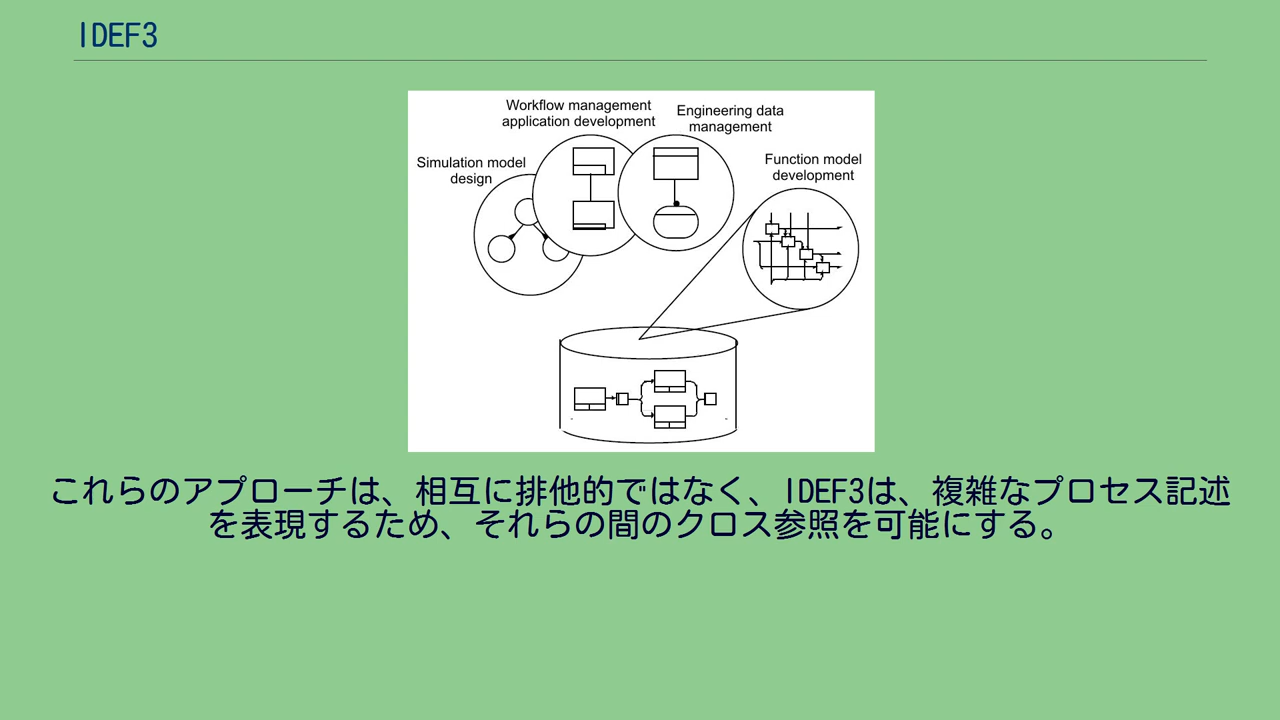 IDEF3
Workflow management
application development
Engineering data
management
Simulation model
design
Function model
development
これらのアプローチは、相互に排他的ではなく、IDEF3は、複雑なプロセス記述
を表現するため、それらの間のクロス参照を可能にする。